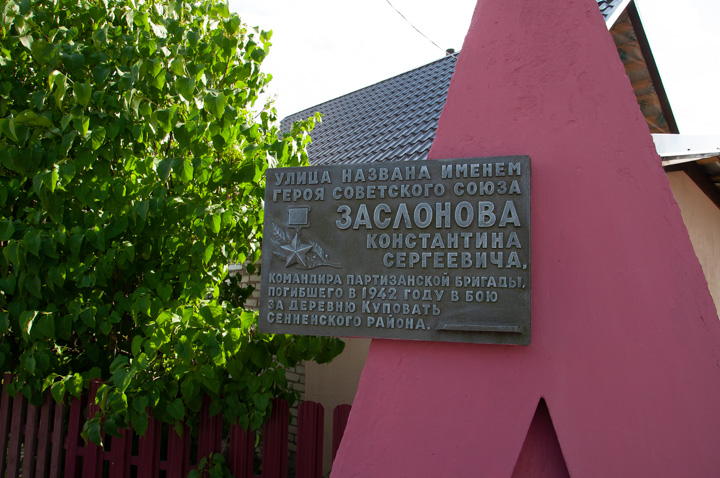 УЛИЦА НАЗВАНА ИМЕНЕМ
ГЕРОЯ СОВЕТСКОГО СОЮЗА
ЗАСЛОНОВА
КОНСТАНТИНА
СЕРГЕЕВИЧА,
КОМАНДИРА ПАРТИЗАНСКОЙ БРИГАДЫ,
ПОГИБШЕГО В 1942 ГОДУ В БОЮ
ЗА ДЕРЕВНЮ КУПОВАТЬ
СЕННЕНСКОГО РАЙОНА.